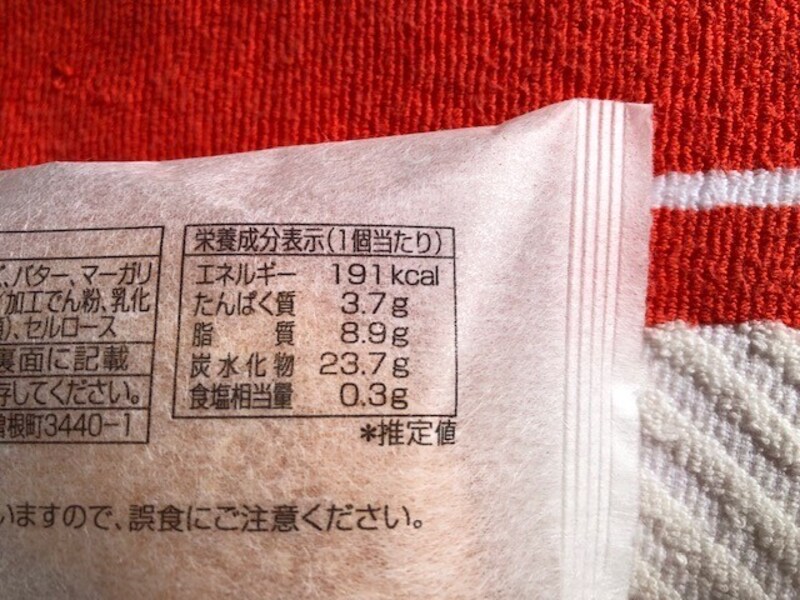 、バター、マーガリ
加工でん粉、乳化
)、セルロース
裏面に記載
存してください。
曽根町3440-1
栄養成分表示(1個当たり)
エネルギー 191kcal
たんぱく質 3.7g
脂質 8.9g
炭水化物 23.7g
食塩相当量 0.3g
*推定値
いますので、誤食にご注意ください。